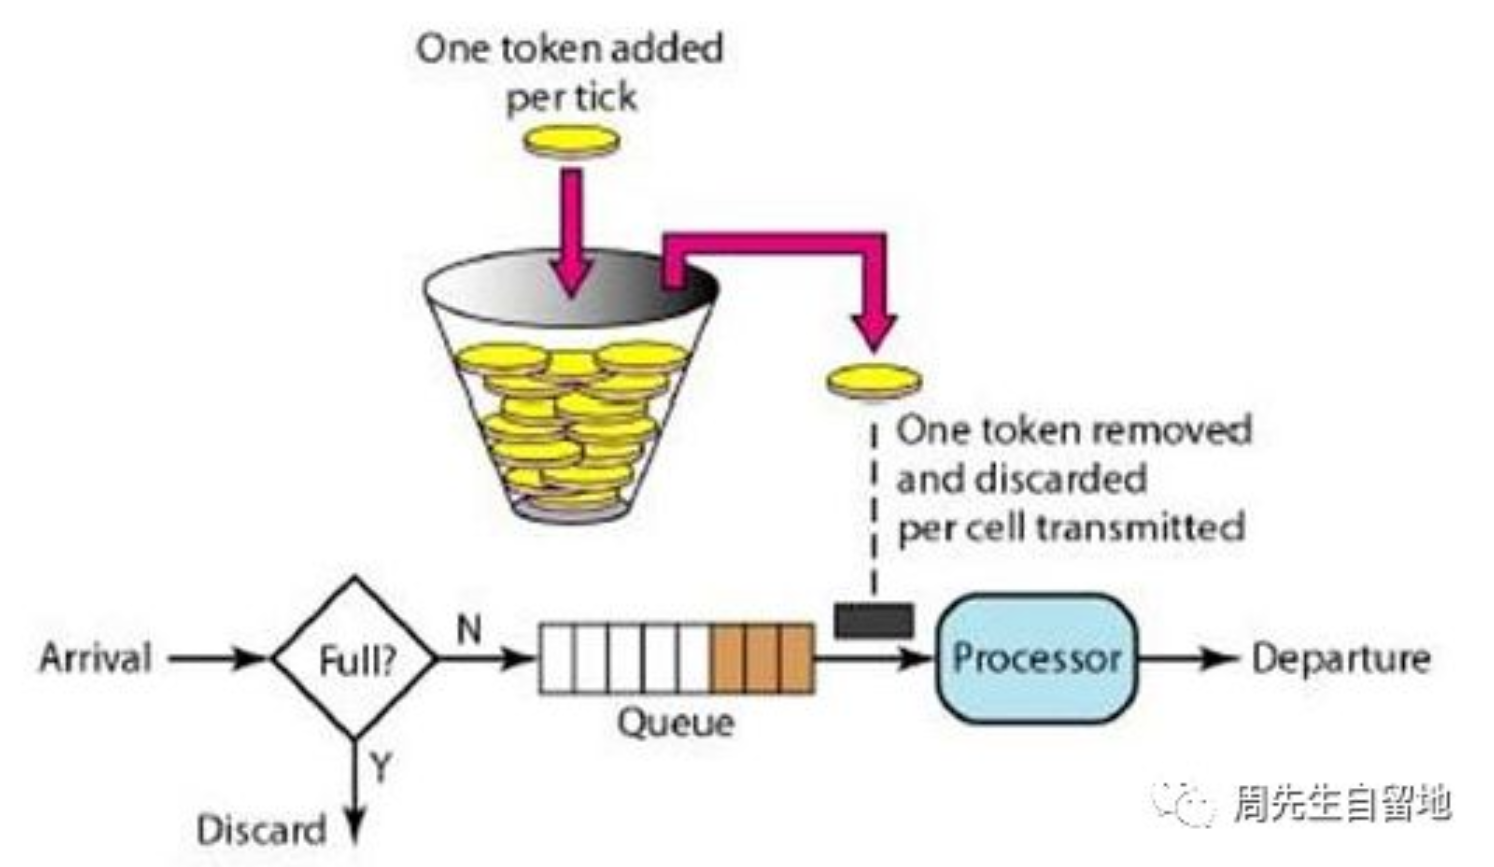 One token added
per tick
One token removed
and discarded
per cell transmitted
Arrival
Full?
N
Y
Discard
Queue
Processor
Departure
周先生自留地